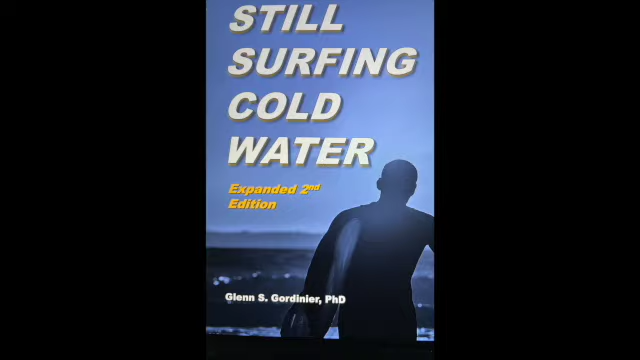 STILL
SURFING
COLD
WATER
Expanded 2nd
Edition
Glenn S. Gordinier, PhD